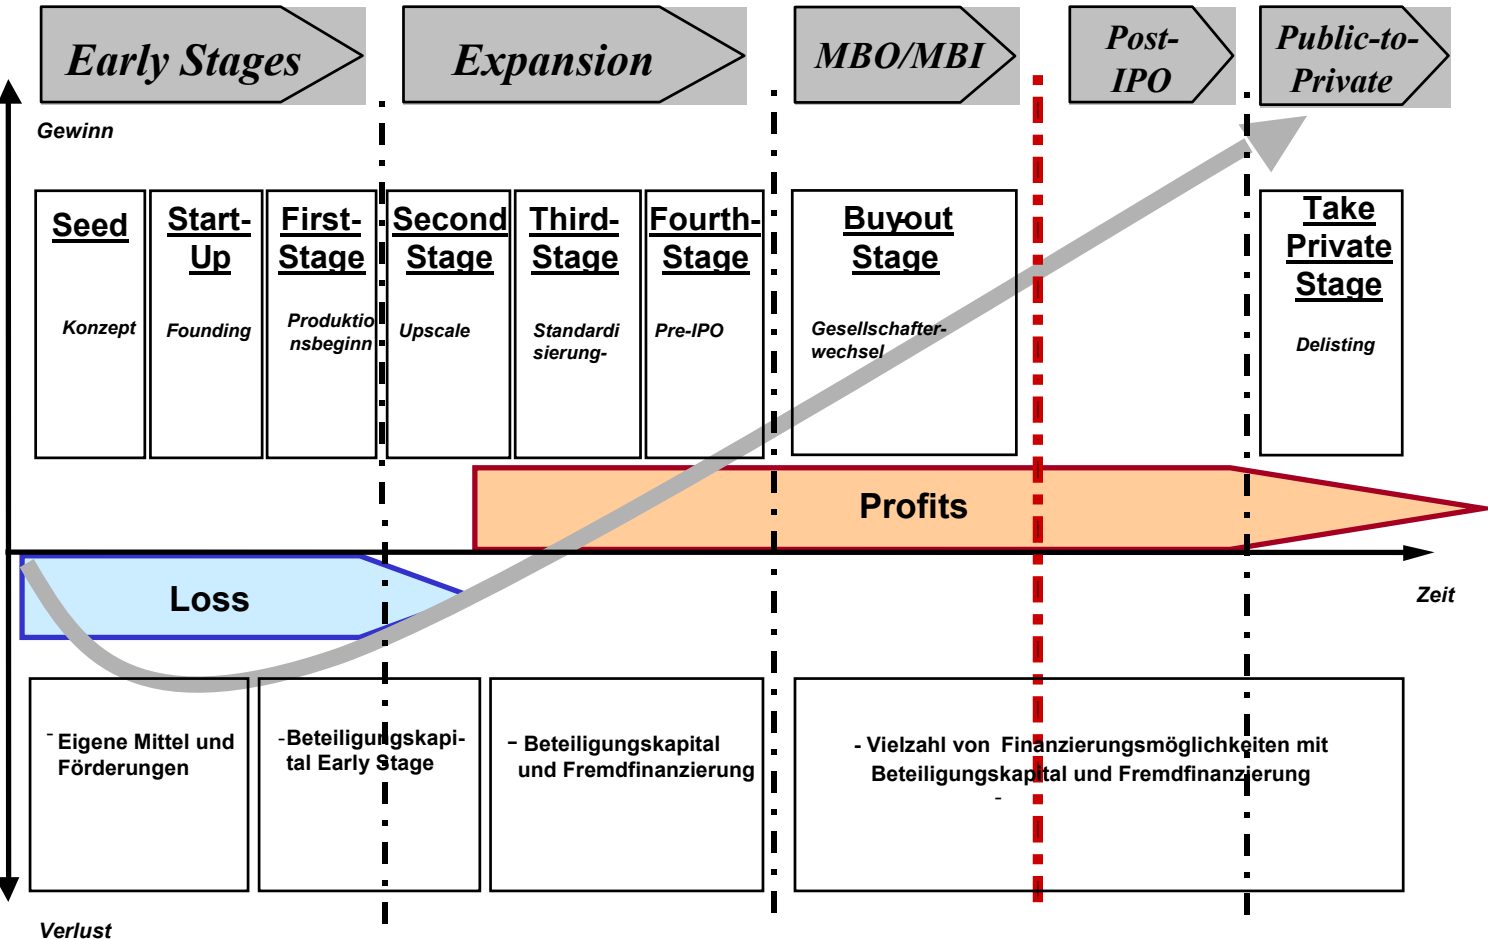 Early Stages
Expansion
MBO/MBI
Post-
IPO
Public-to-
Private
Gewinn
Seed
Konzept
Start-
Up
Founding
First-
Stage
Produktio
nsbeginn
Second
Stage
Upscale
Third-
Stage
Standardi
sierung-
Fourth-
Stage
Pre-IPO
Buyout
Stage
Gesellschafter-
wechsel
Take
Private
Stage
Delisting
Profits
Loss
Zeit
- Eigene Mittel und
Förderungen
-Beteiligungskapi-
tal Early Stage
- Beteiligungskapital
und Fremdfinanzierung
- Vielzahl von Finanzierungsmöglichkeiten mit
Beteiligungskapital und Fremdfinanzierung
-
Verlust